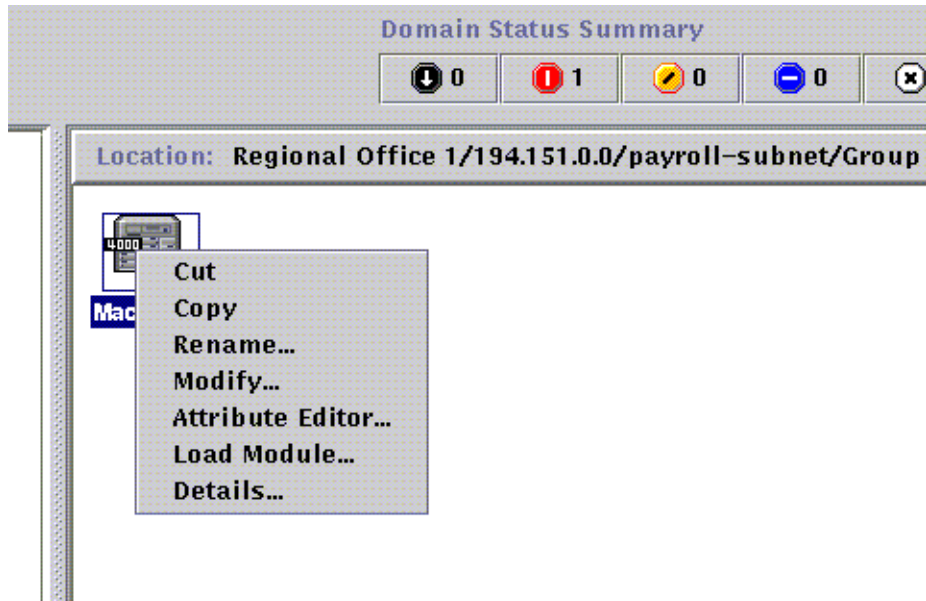 Domain Status Summary
0 1 0 0
Location: Regional Office 1/194.151.0.0/payroll-subnet/Group
4000
Mac
Cut
Copy
Rename...
Modify...
Attribute Editor...
Load Module...
Details...